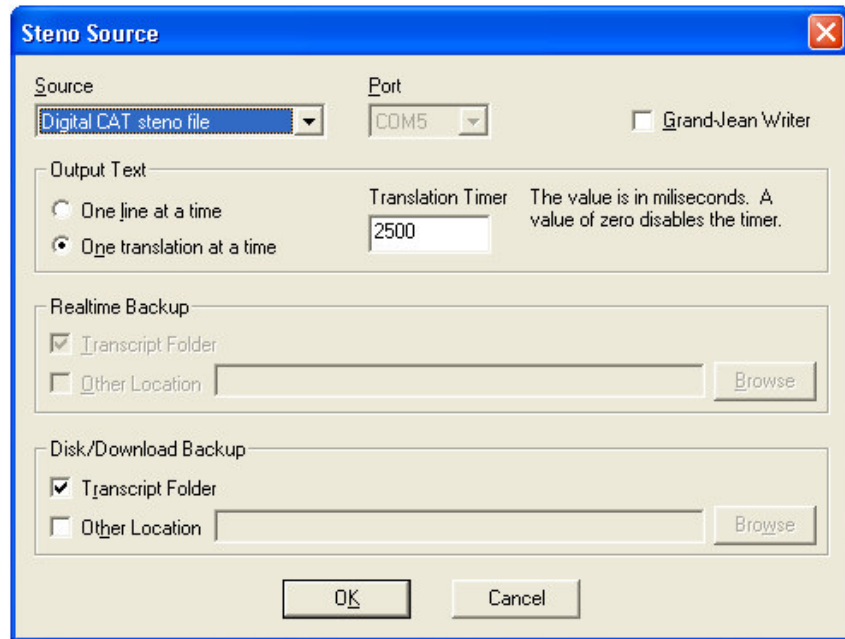 Steno Source
Source
Port
Digital CAT steno file
COM5
Grand-Jean Writer
Output Text
One line at a time
One translation at a time
Translation Timer
2500
The value is in miliseconds. A
value of zero disables the timer.
Realtime Backup
Transcript Folder
Other Location
Browse
Disk/Download Backup
Transcript Folder
Other Location
Browse
OK
Cancel